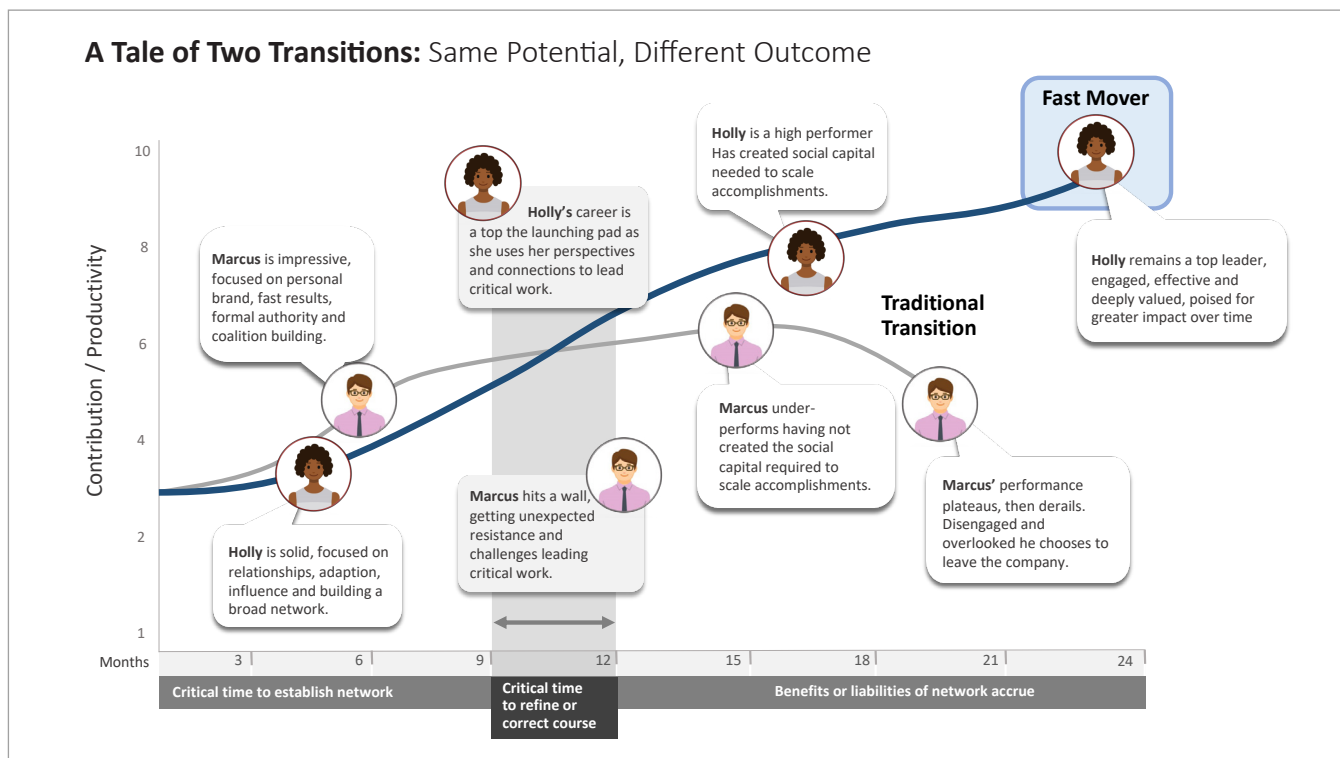 A Tale of Two Transitions: Same Potential, Different Outcome
Fast Mover
Holly is a high performer
Has created social capital
needed to scale
accomplishments.
Holly's career is
a top the launching pad as
she uses her perspectives
and connections to lead
critical work.
Marcus is impressive,
focused on personal
brand, fast results,
formal authority and
coalition building.
Holly remains a top leader,
engaged, effective and
deeply valued, poised for
greater impact over time
Traditional
Transition
Marcus under-
performs having not
created the social
capital required to
scale accomplishments.
Marcus' performance
plateaus, then derails.
Disengaged and
overlooked he chooses to
leave the company.
Marcus hits a wall,
getting unexpected
resistance and
challenges leading
critical work.
Holly is solid, focused on
relationships, adaption,
influence and building a
broad network.
Contribution / Productivity
10
8
6
4
2
1
Months
3
6
9
12
15
18
21
24
Critical time to establish network
Critical time
to refine or
correct course
Benefits or liabilities of network accrue